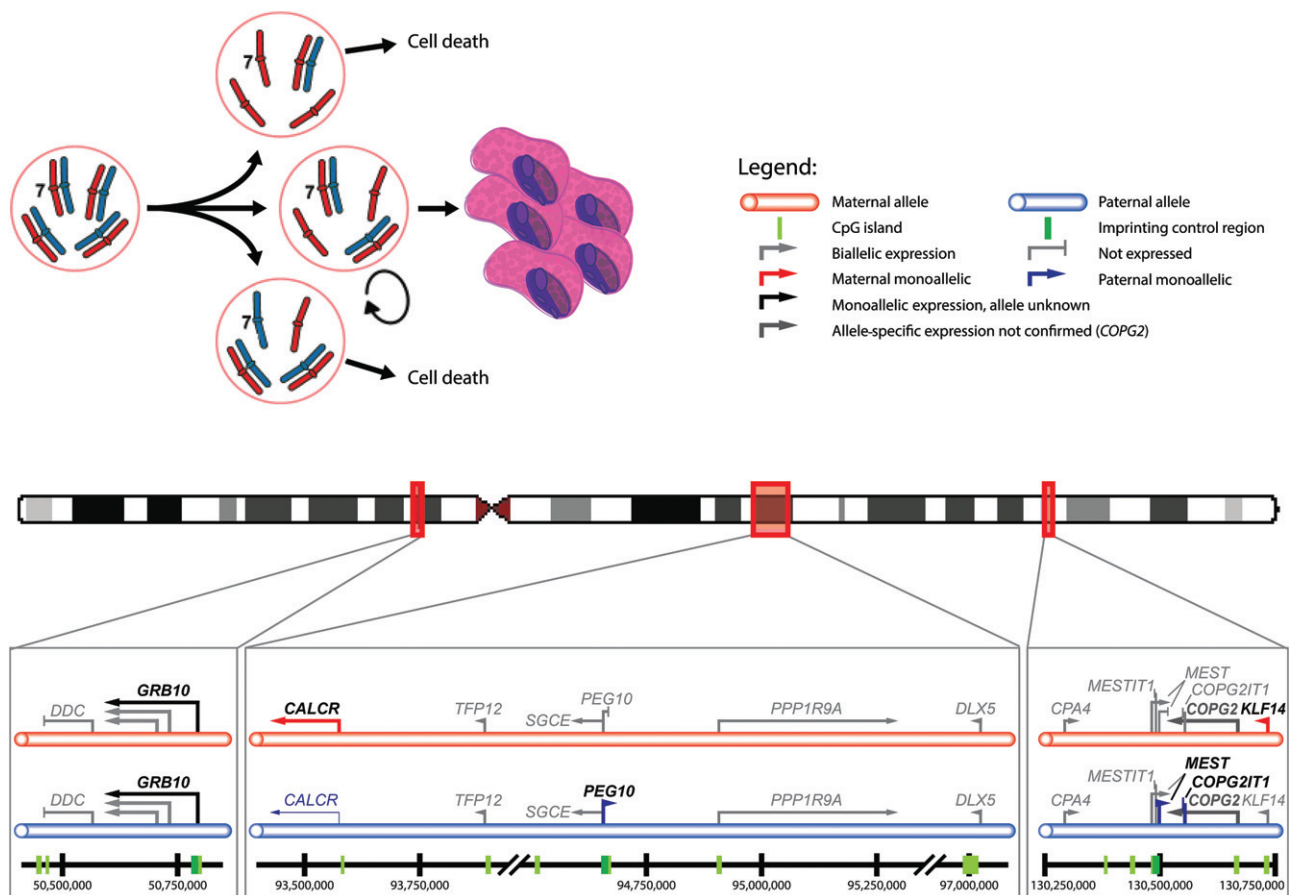 Cell death
7
7
7
7
Cell death
Legend:
Maternal allele
Paternal allele
CpG island
Imprinting control region
Biallelic expression
Not expressed
Maternal monoallelic
Paternal monoallelic
Monoallelic expression, allele unknown
Allele-specific expression not confirmed (COPG2)
DDC
GRB10
CALCR
TFP12
SGCE
PEG10
PPP1R9A
DLX5
CPA4
MESTIT1
MEST
COPG2IT1
COPG2 KLF14
DDC
GRB10
CALCR
TFP12
SGCE
PEG10
PPP1R9A
DLX5
CPA4
MESTIT1
MEST
COPG2IT1
COPG2 KLF14
50,500,000 50,750,000
93,500,000 93,750,000 94,750,000 95,000,000 95,250,000 97,000,000
130,250,000 130,500,000 130,750,000